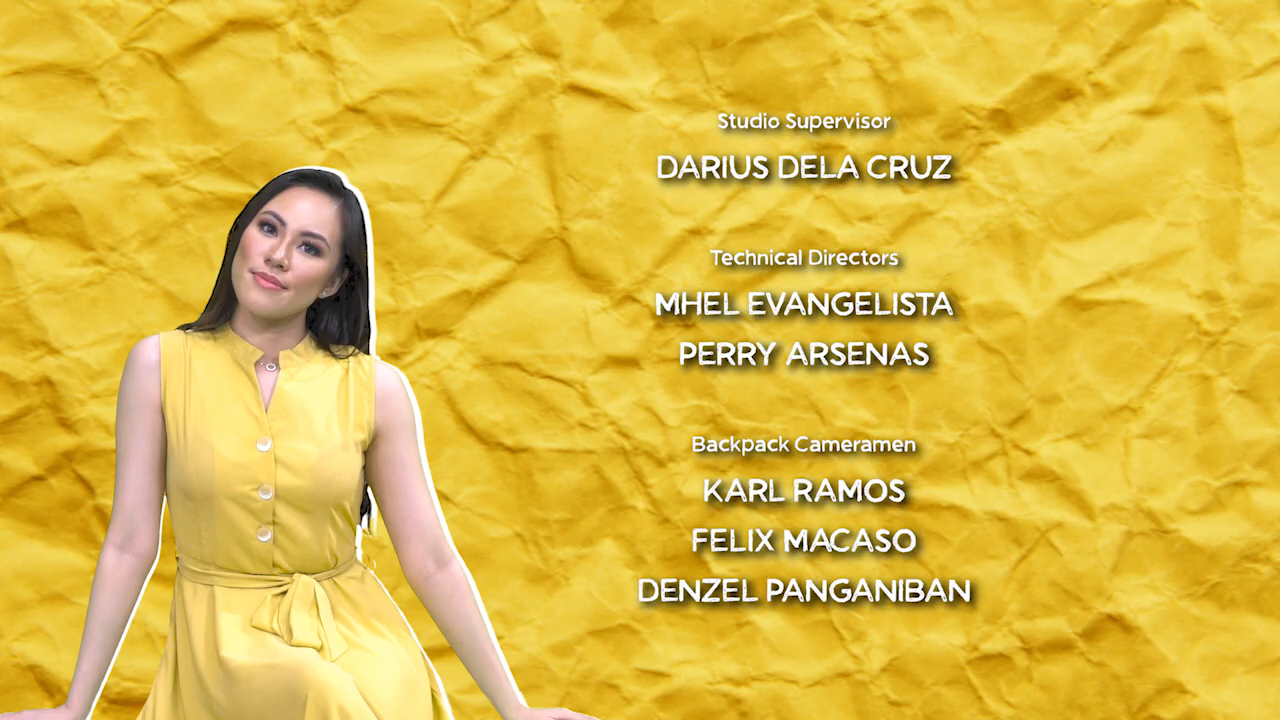 Studio Supervisor
DARIUS DELA CRUZ
Technical Directors
MHEL EVANGELISTA
PERRY ARSENAS
Backpack Cameramen
KARL RAMOS
FELIX MACASO
DENZEL PANGANIBAN